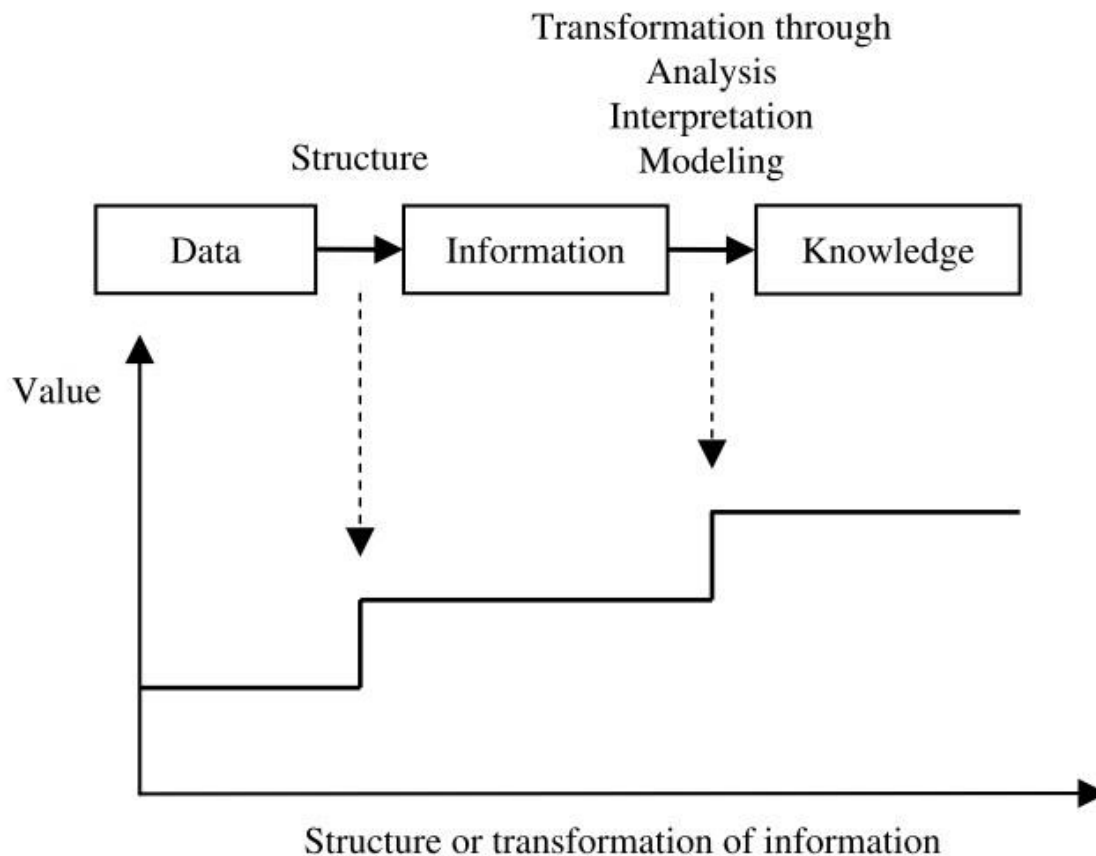 Transformation through
Analysis
Interpretation
Modeling
Structure
Data
Information
Knowledge
Value
Structure or transformation of information